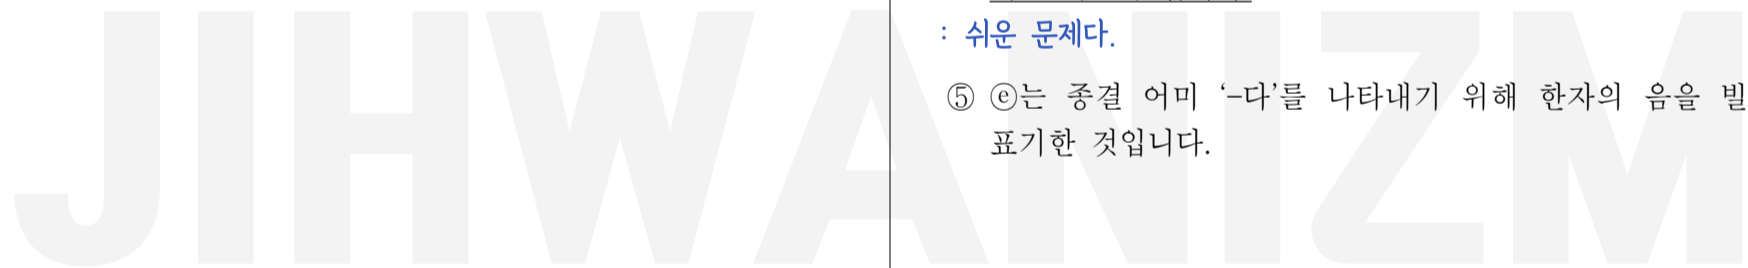 JIHWANIZM
: 쉬운 문제다.
⑤ ⓔ는 종결 어미 ‘-다’를 나타내기 위해 한자의 음을 빌
표기한 것입니다.